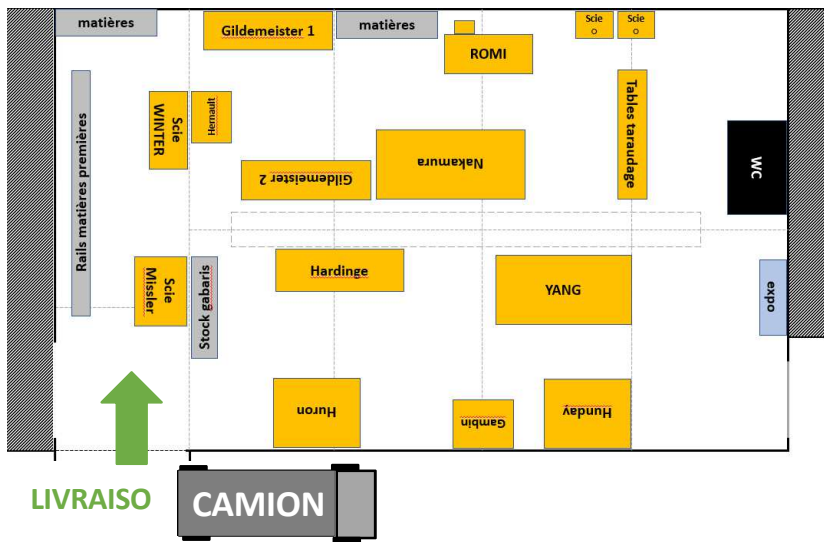 matières
Gildemeister 1
matières
Scie
o
Scie
o
ROMI
Scie
WINTER
Hernault
Tables taraudage
Rails matières premières
Gildemeister 2
Nakamura
WC
Scie
Missler
Stock gabaris
Hardinge
YANG
expo
Huron
Gambin
Hunday
LIVRAISO
CAMION